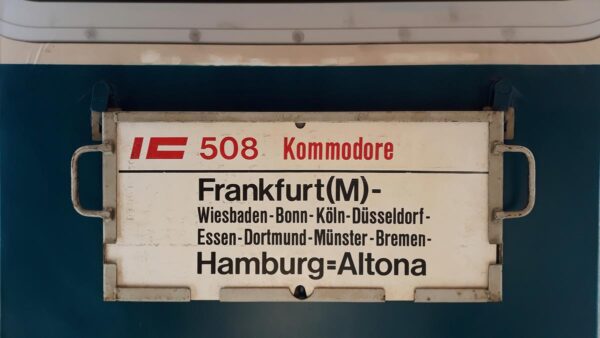 IC 508 Kommodore
Frankfurt(M)-
Wiesbaden-Bonn-Köln-Düsseldorf-
Essen-Dortmund-Münster-Bremen-
Hamburg=Altona